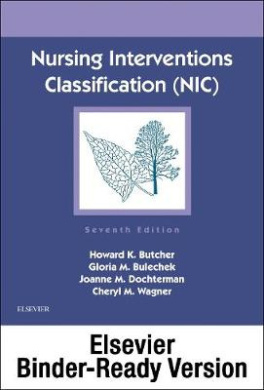 Nursing Interventions
Classification (NIC)
Seventh Edition
Howard K. Butcher
Gloria M. Bulechek
Joanne M. Dochterman
Cheryl M. Wagner
ELSEVIER
Elsevier
Binder-Ready Version